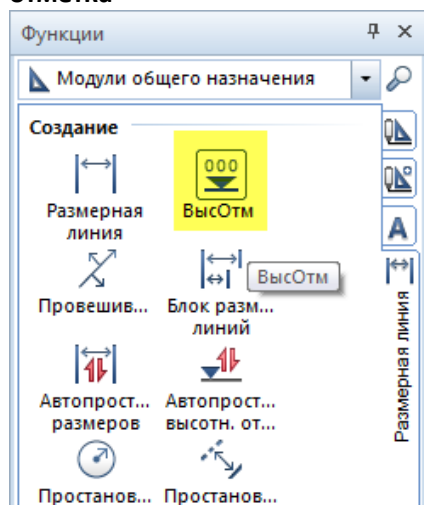 отметка
Функции
Модули общего назначения
Создание
Размерная линия
ВысОтм
Провешив...
Блок разм... линий
ВысОтм
Автопрост... размеров
Автопрост... высотн. от...
Простанов...
Простанов...
000
A
Размерная линия